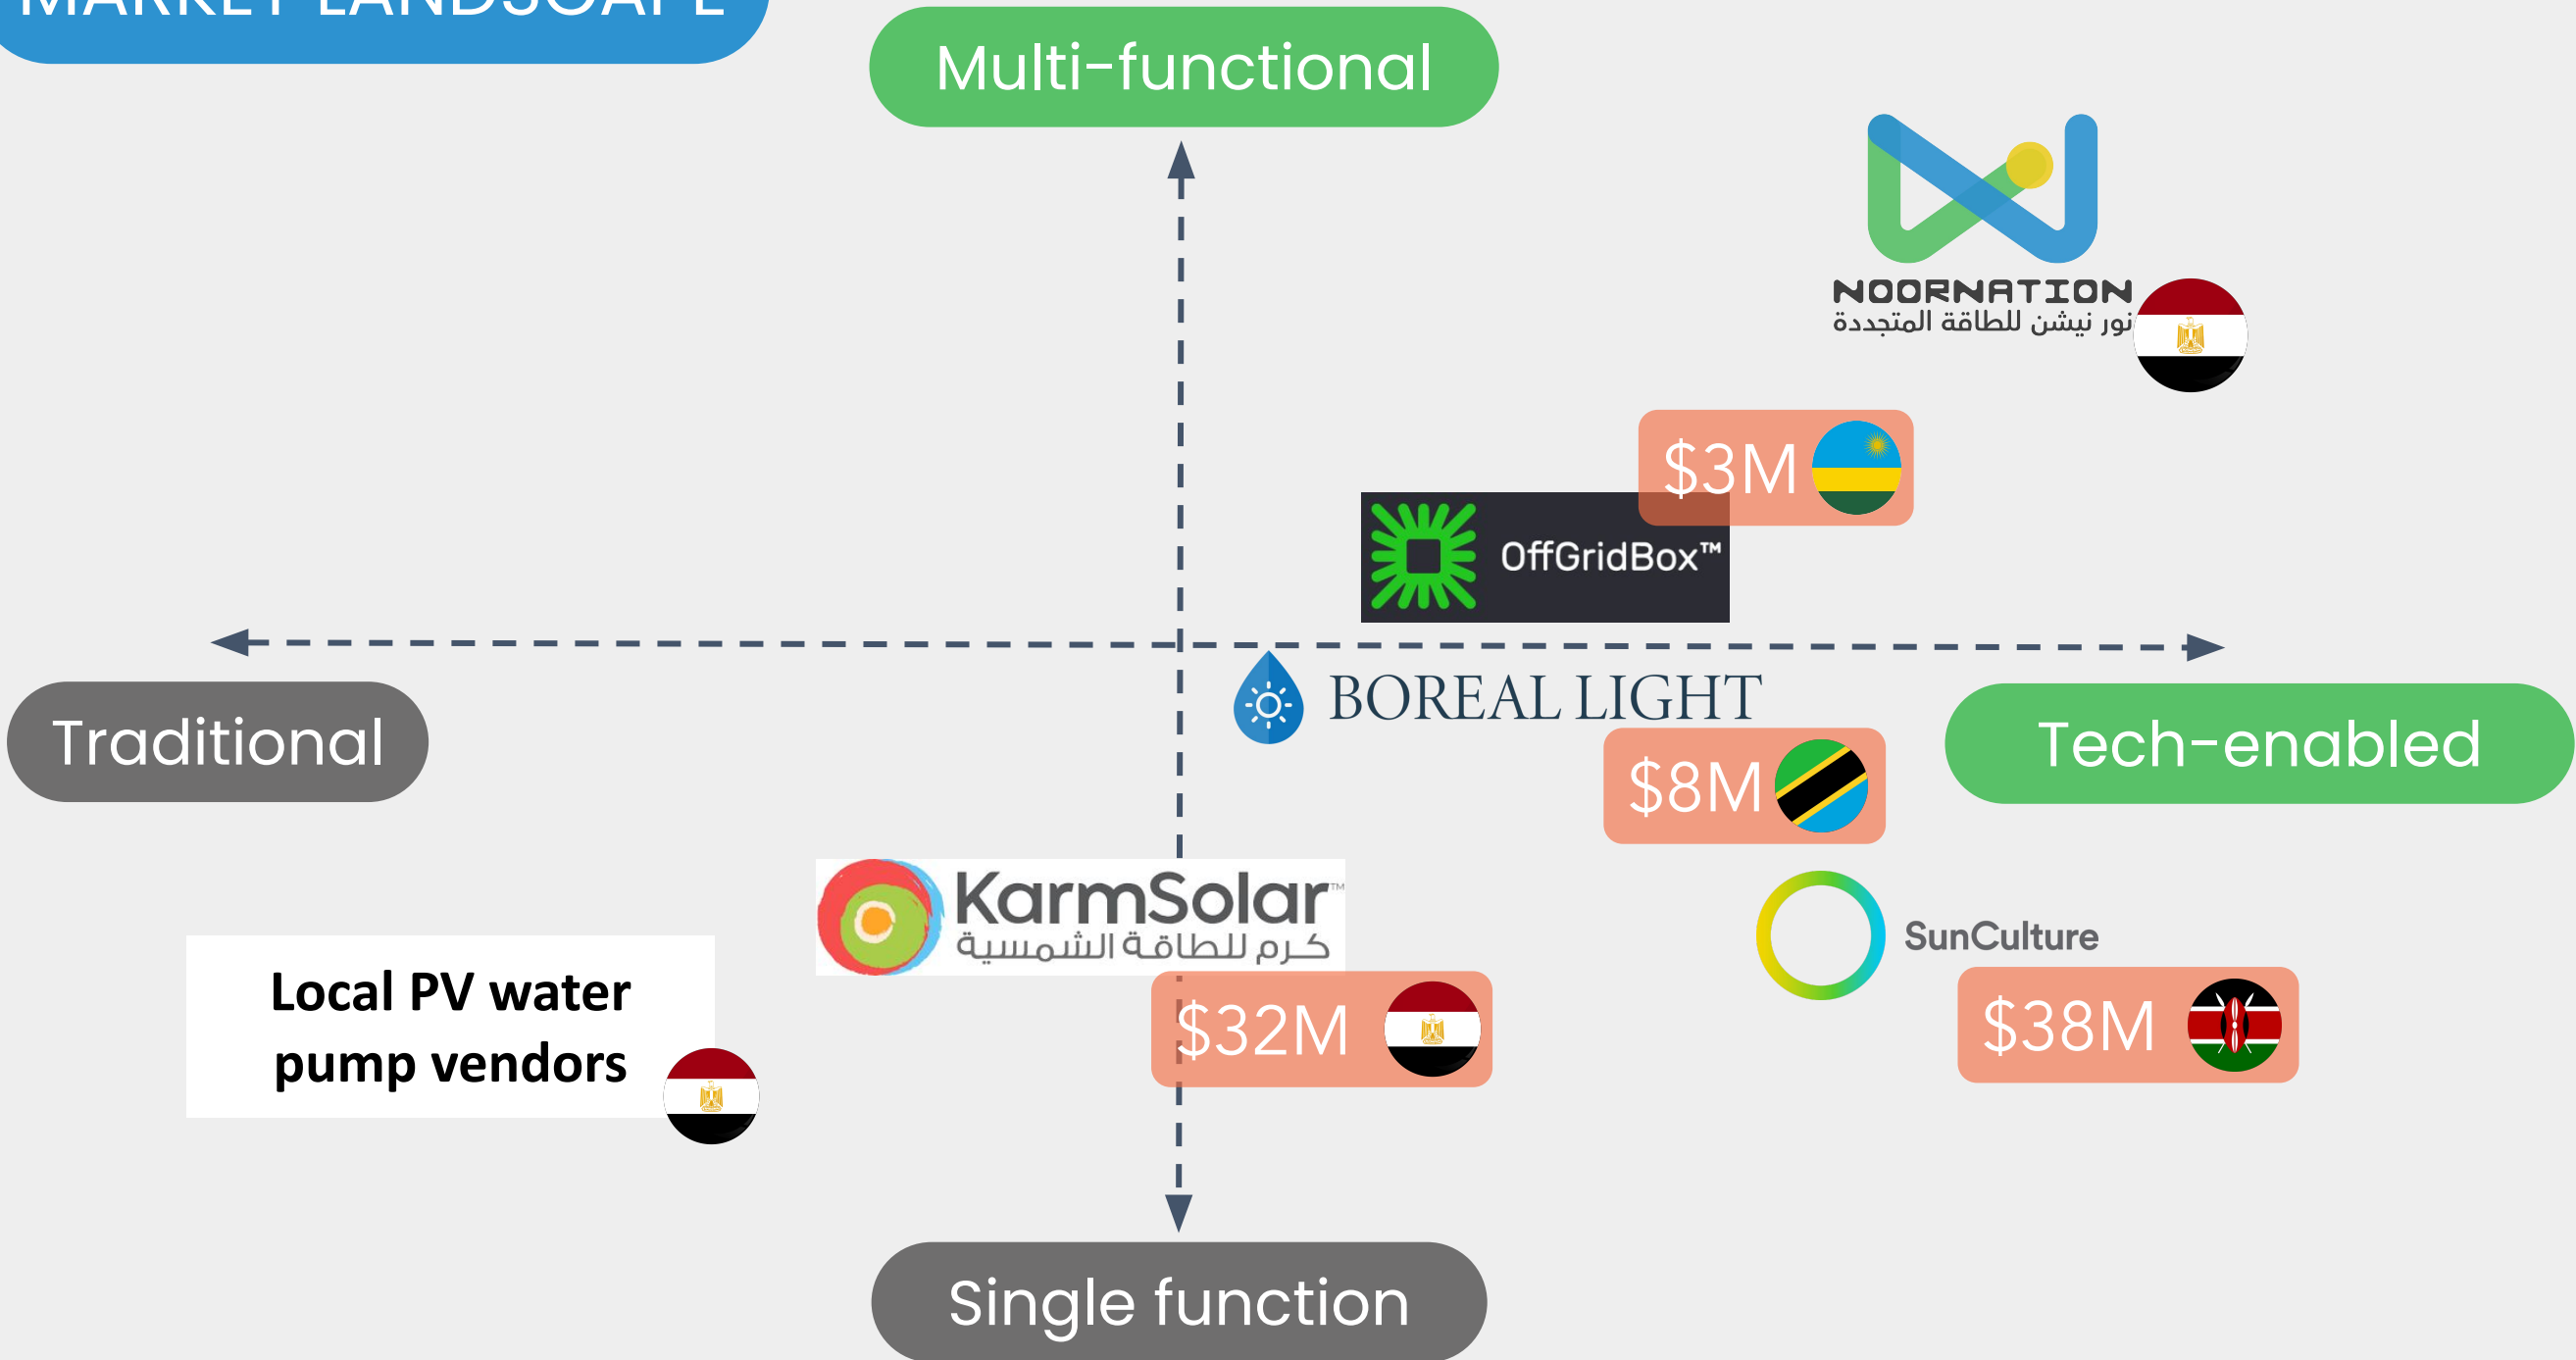 MARKET LANDSCAPE
Multi-functional
NOORNATION
نور نيشن للطاقة المتجددة
$3M
OffGridBox™
BOREAL LIGHT
Traditional
Tech-enabled
$8M
KarmSolar™
كرم للطاقة الشمسية
SunCulture
Local PV water
pump vendors
$32M
$38M
Single function